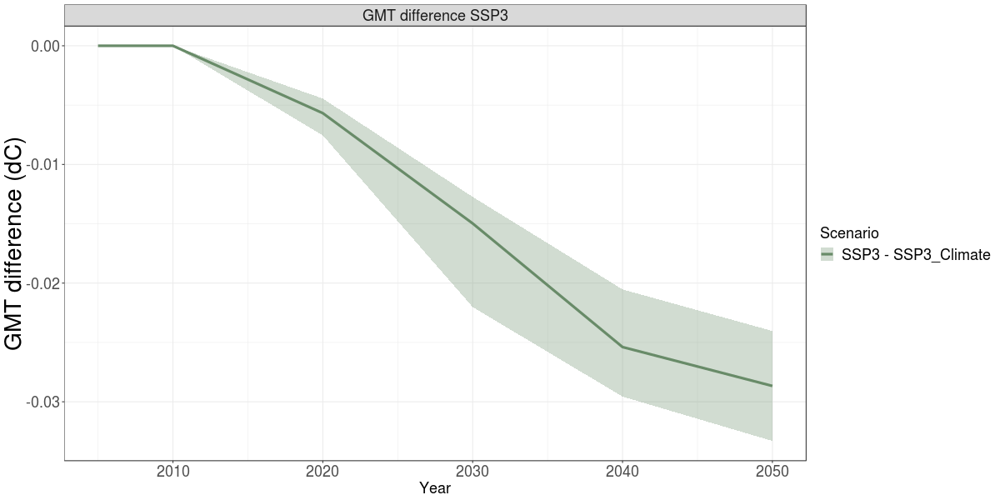 GMT difference SSP3
GMT difference (dC)
0.00
-0.01
-0.02
-0.03
2010 2020 2030 2040 2050
Year
Scenario
SSP3 - SSP3_Climate